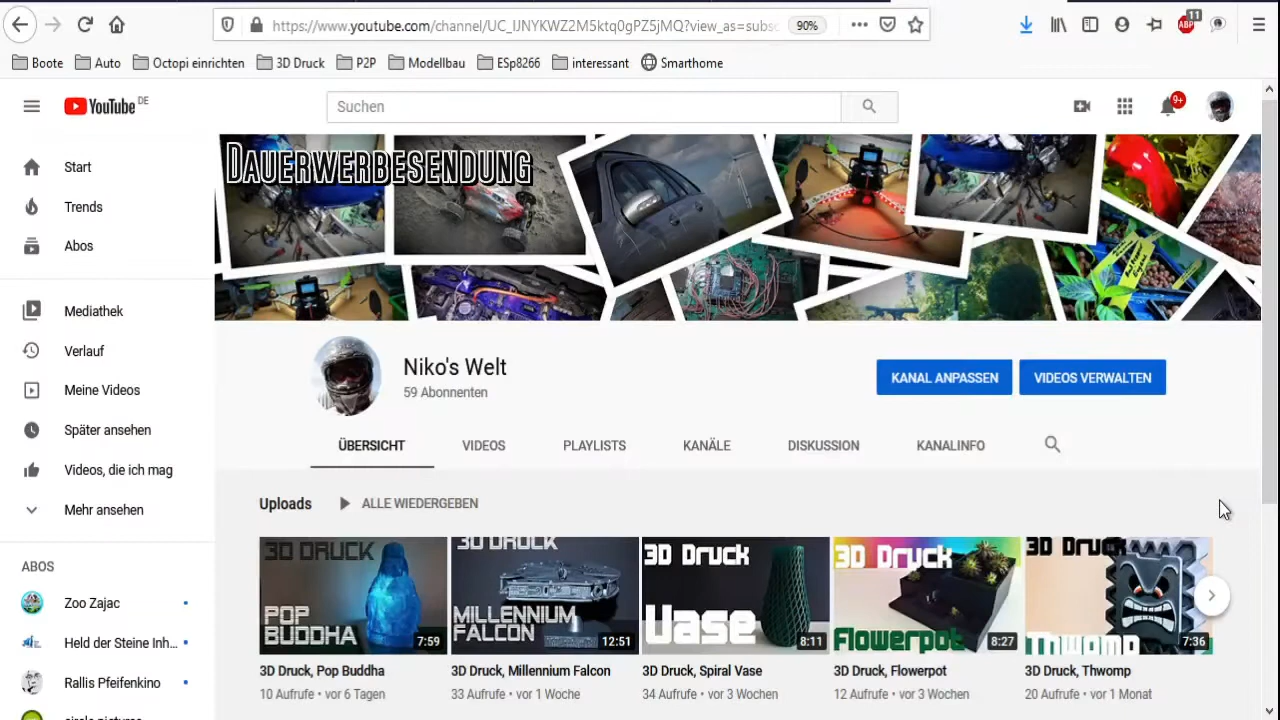 https://www.youtube.com/channel/UC_IJNYKWZ2M5ktq0gPZ5jMQ?view_as=subsc
90%
11
ABP
Boote
Auto
Octopi einrichten
3D Druck
P2P
Modellbau
ESp8266
interessant
Smarthome
YouTube DE
Suchen
9+
Start
Trends
Abos
Mediathek
Verlauf
Meine Videos
Später ansehen
Videos, die ich mag
Mehr ansehen
ABOS
Zoo Zajac
Held der Steine Inh...
Rallis Pfeifenkino
DAUERWERBESENDUNG
Niko's Welt
59 Abonnenten
KANAL ANPASSEN
VIDEOS VERWALTEN
ÜBERSICHT
VIDEOS
PLAYLISTS
KANÄLE
DISKUSSION
KANALINFO
Uploads
ALLE WIEDERGEBEN
3D DRUCK
POP
BUDDHA
7:59
3D Druck, Pop Buddha
10 Aufrufe • vor 6 Tagen
3D DRUCK
MILLENNIUM
FALCON
12:51
3D Druck, Millennium Falcon
33 Aufrufe • vor 1 Woche
3D Druck
Vase
8:11
3D Druck, Spiral Vase
34 Aufrufe • vor 3 Wochen
3D Druck
Flowerpot
8:27
3D Druck, Flowerpot
12 Aufrufe • vor 3 Wochen
3D Druck
Thwomp
7:36
3D Druck, Thwomp
20 Aufrufe • vor 1 Monat